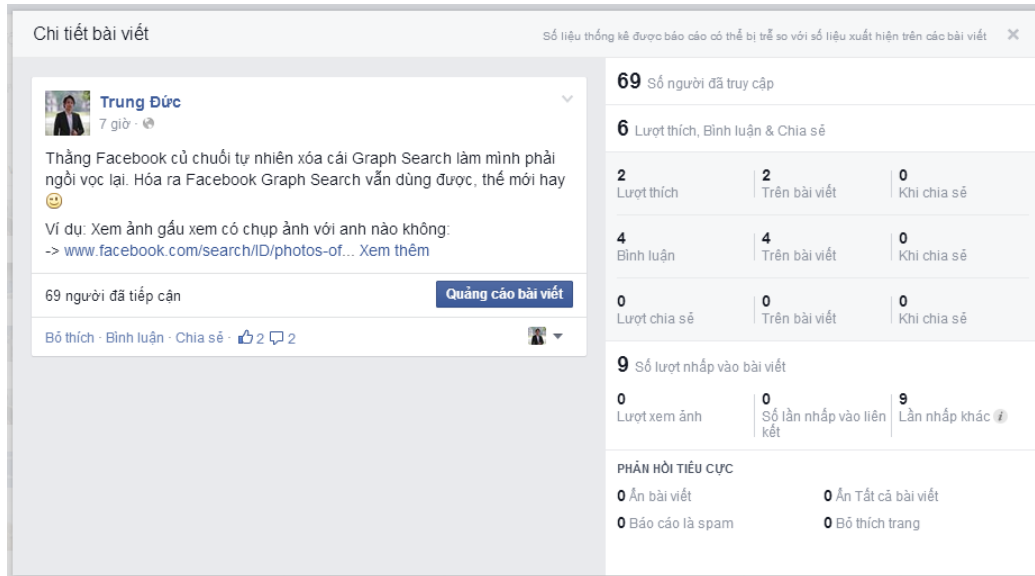 Chi tiết bài viết
Số liệu thống kê được báo cáo có thể bị trễ so với số liệu xuất hiện trên các bài viết
Trung Đức
7 giờ ·
Thằng Facebook củ chuối tự nhiên xóa cái Graph Search làm mình phải
ngồi vọc lại. Hóa ra Facebook Graph Search vẫn dùng được, thế mới hay
Ví dụ: Xem ảnh gấu xem có chụp ảnh với anh nào không:
-> www.facebook.com/search/ID/photos-of... Xem thêm
69 người đã tiếp cận
Quảng cáo bài viết
Bỏ thích · Bình luận · Chia sẻ · 2 2
69 Số người đã truy cập
6 Lượt thích, Bình luận & Chia sẻ
2 2 0
Lượt thích Trên bài viết Khi chia sẻ
4 4 0
Bình luận Trên bài viết Khi chia sẻ
0 0 0
Lượt chia sẻ Trên bài viết Khi chia sẻ
9 Số lượt nhấp vào bài viết
0 0 9
Lượt xem ảnh Số lần nhấp vào liên kết Lần nhấp khác i
PHẢN HỒI TIÊU CỰC
0 Ẩn bài viết 0 Ẩn Tất cả bài viết
0 Báo cáo là spam 0 Bỏ thích trang